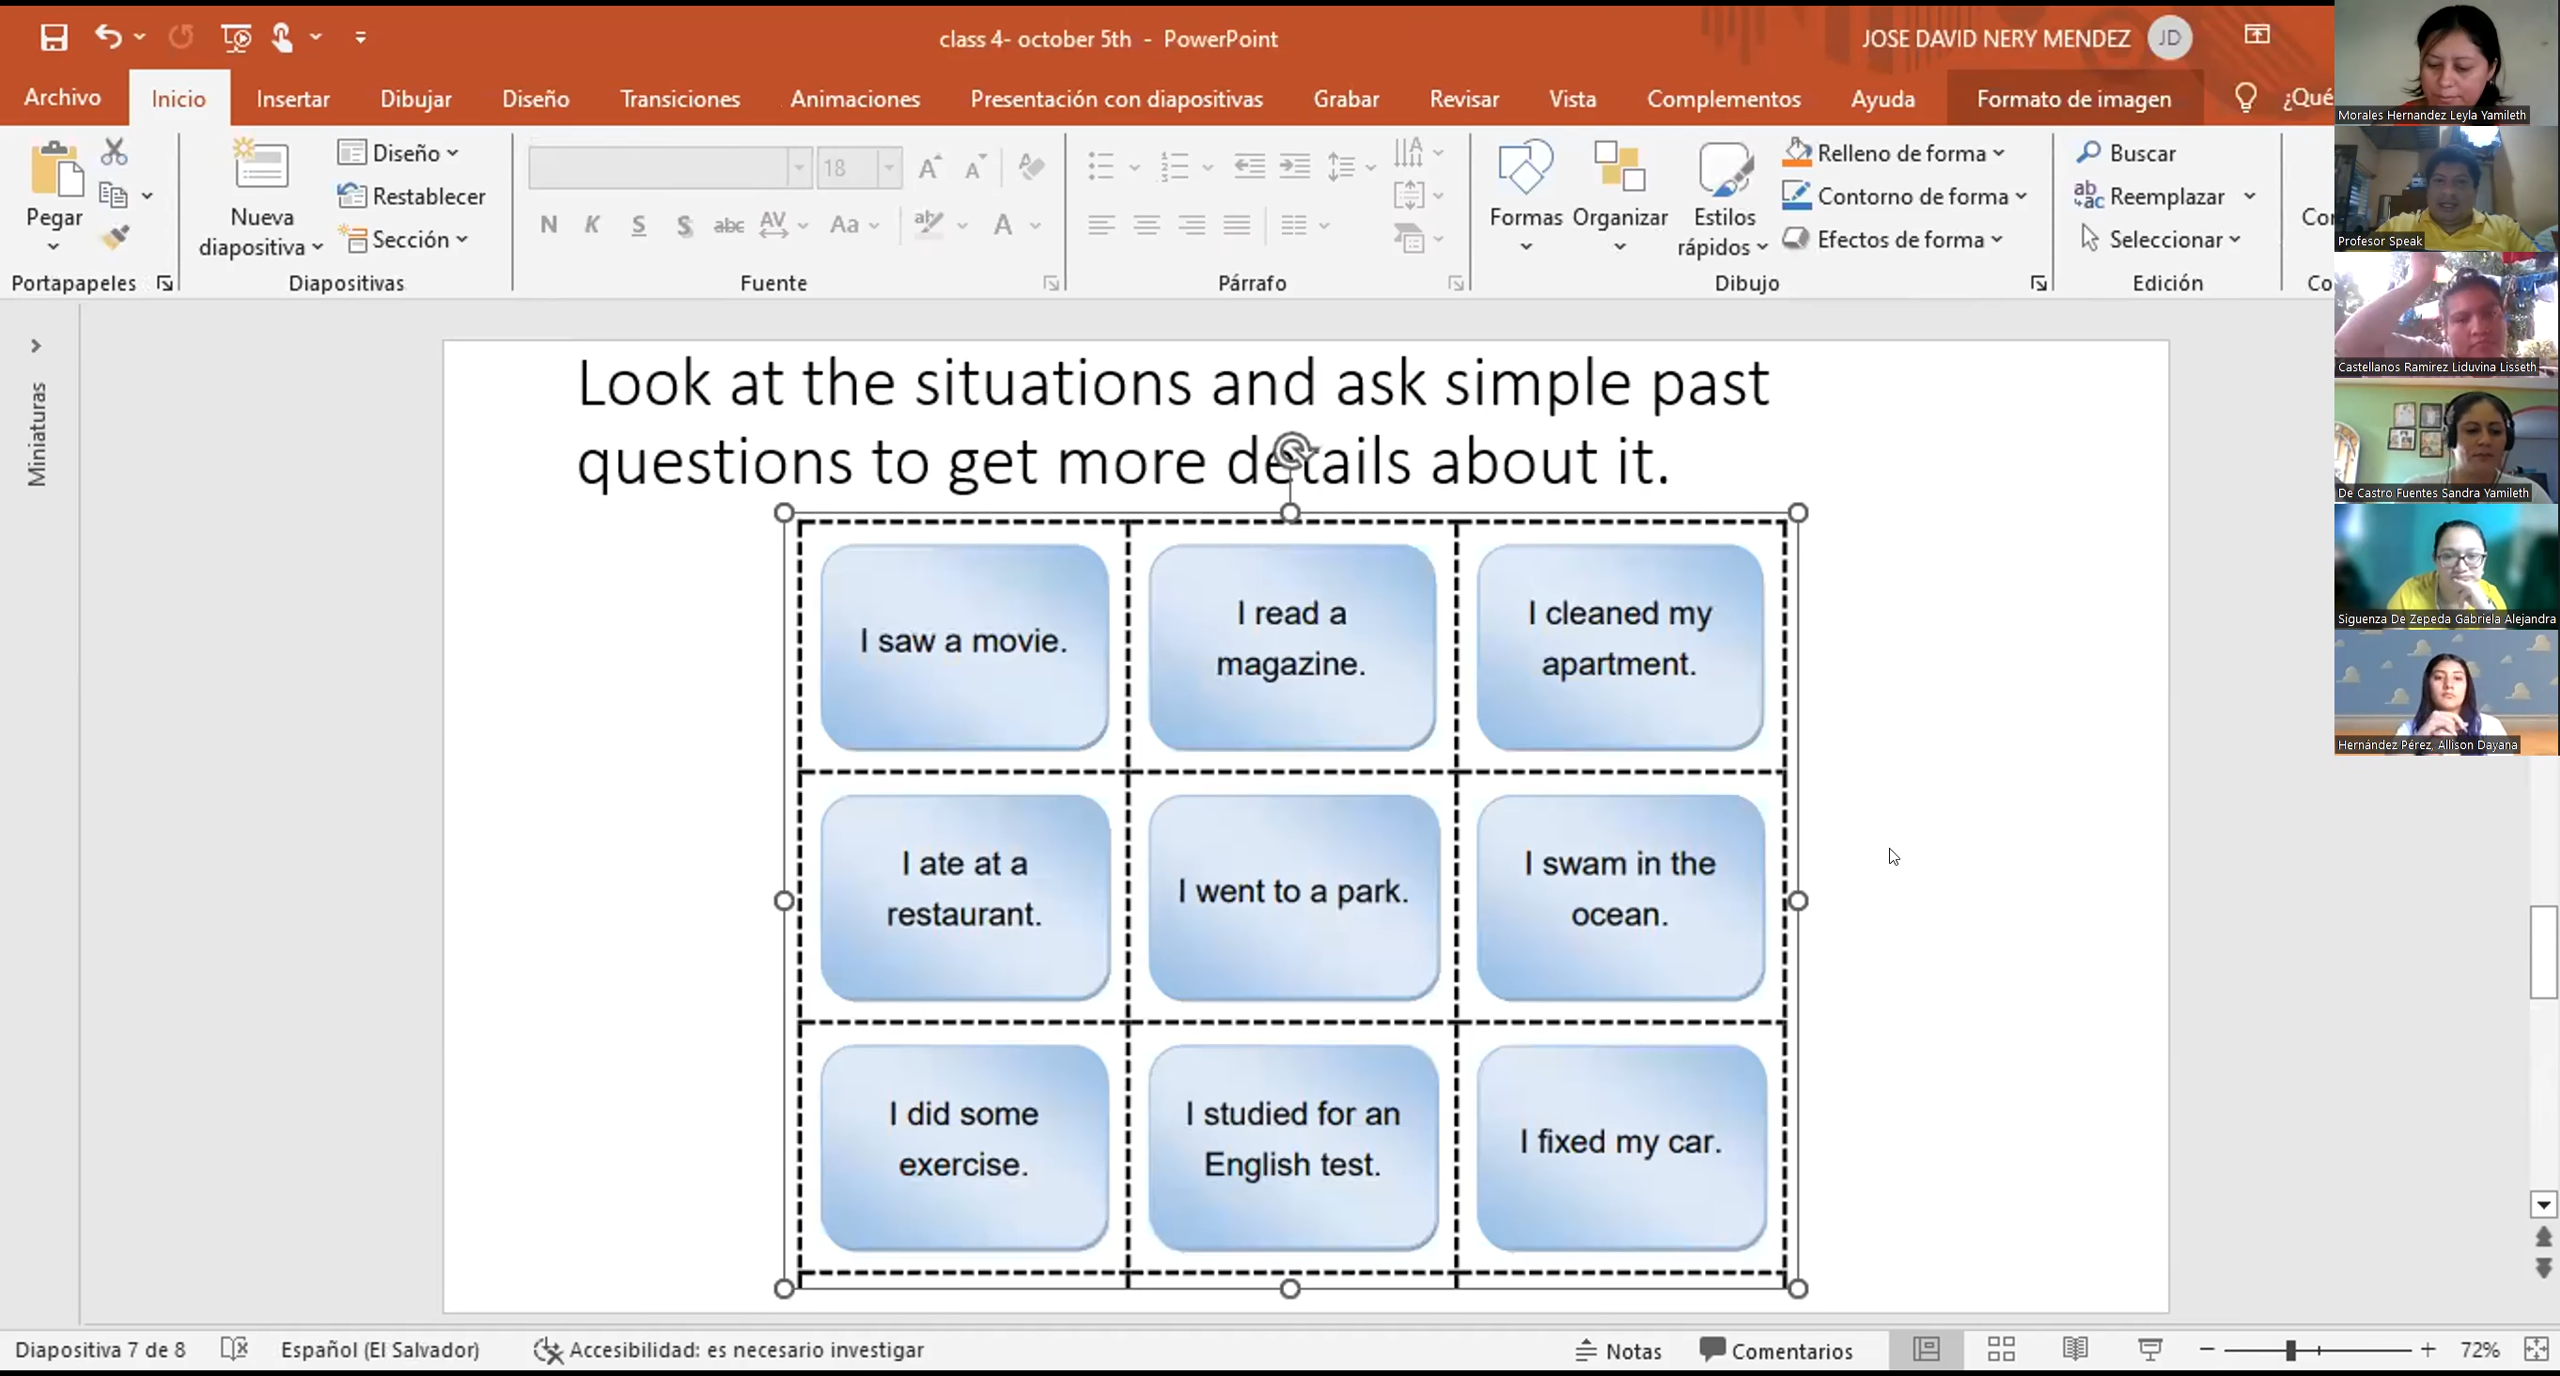 class 4- october 5th - PowerPoint
JOSE DAVID NERY MENDEZ
JD
Archivo Inicio Insertar Dibujar Diseño Transiciones Animaciones Presentación con diapositivas Grabar Revisar Vista Complementos Ayuda Formato de imagen ¿Qué
Pegar
Portapapeles
Nueva
diapositiva
Diseño
Restablecer
Sección
Diapositivas
18
N K S S abc AV Aa A
Fuente
Párrafo
Formas
Organizar
Estilos
rápidos
Relleno de forma
Contorno de forma
Efectos de forma
Dibujo
Buscar
Reemplazar
Seleccionar
Edición
Co
Miniaturas
Look at the situations and ask simple past
questions to get more details about it.
I saw a movie.
I read a
magazine.
I cleaned my
apartment.
I ate at a
restaurant.
I went to a park.
I swam in the
ocean.
I did some
exercise.
I studied for an
English test.
I fixed my car.
Morales Hernandez Leyla Yamileth
Profesor Speak
Castellanos Ramirez Liduvina Lisseth
De Castro Fuentes Sandra Yamileth
Siguenza De Zepeda Gabriela Alejandra
Hernández Pérez, Allison Dayana
Diapositiva 7 de 8 Español (El Salvador) Accesibilidad: es necesario investigar Notas Comentarios 72%